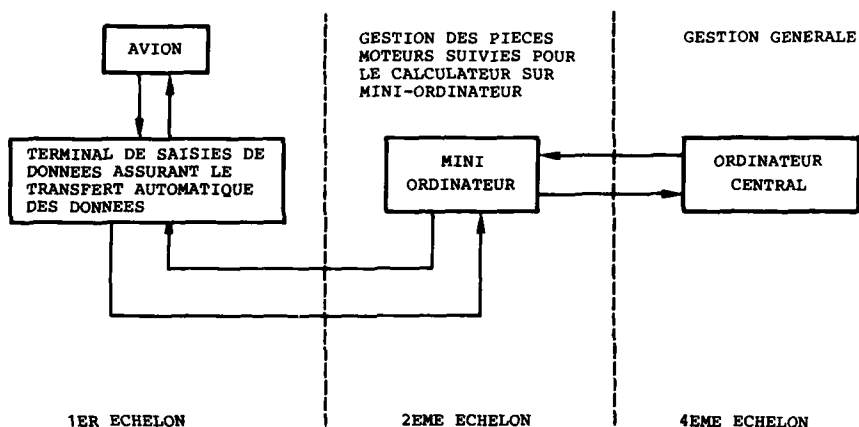 AVION
TERMINAL DE SAISIES DE
DONNEES ASSURANT LE
TRANSFERT AUTOMATIQUE
DES DONNEES
GESTION DES PIECES
MOTEURS SUIVIES POUR
LE CALCULATEUR SUR
MINI-ORDINATEUR
MINI
ORDINATEUR
GESTION GENERALE
ORDINATEUR
CENTRAL
1ER ECHELON
2EME ECHELON
4EME ECHELON